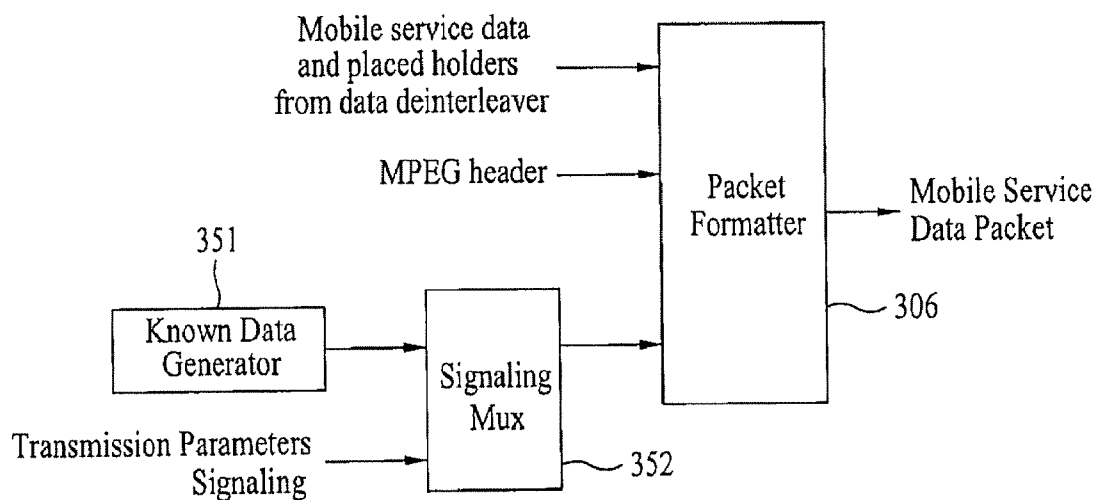 Mobile service data
and placed holders
from data deinterleaver
MPEG header
Packet
Formatter
Mobile Service
Data Packet
306
351
Known Data
Generator
Signaling
Mux
352
Transmission Parameters
Signaling